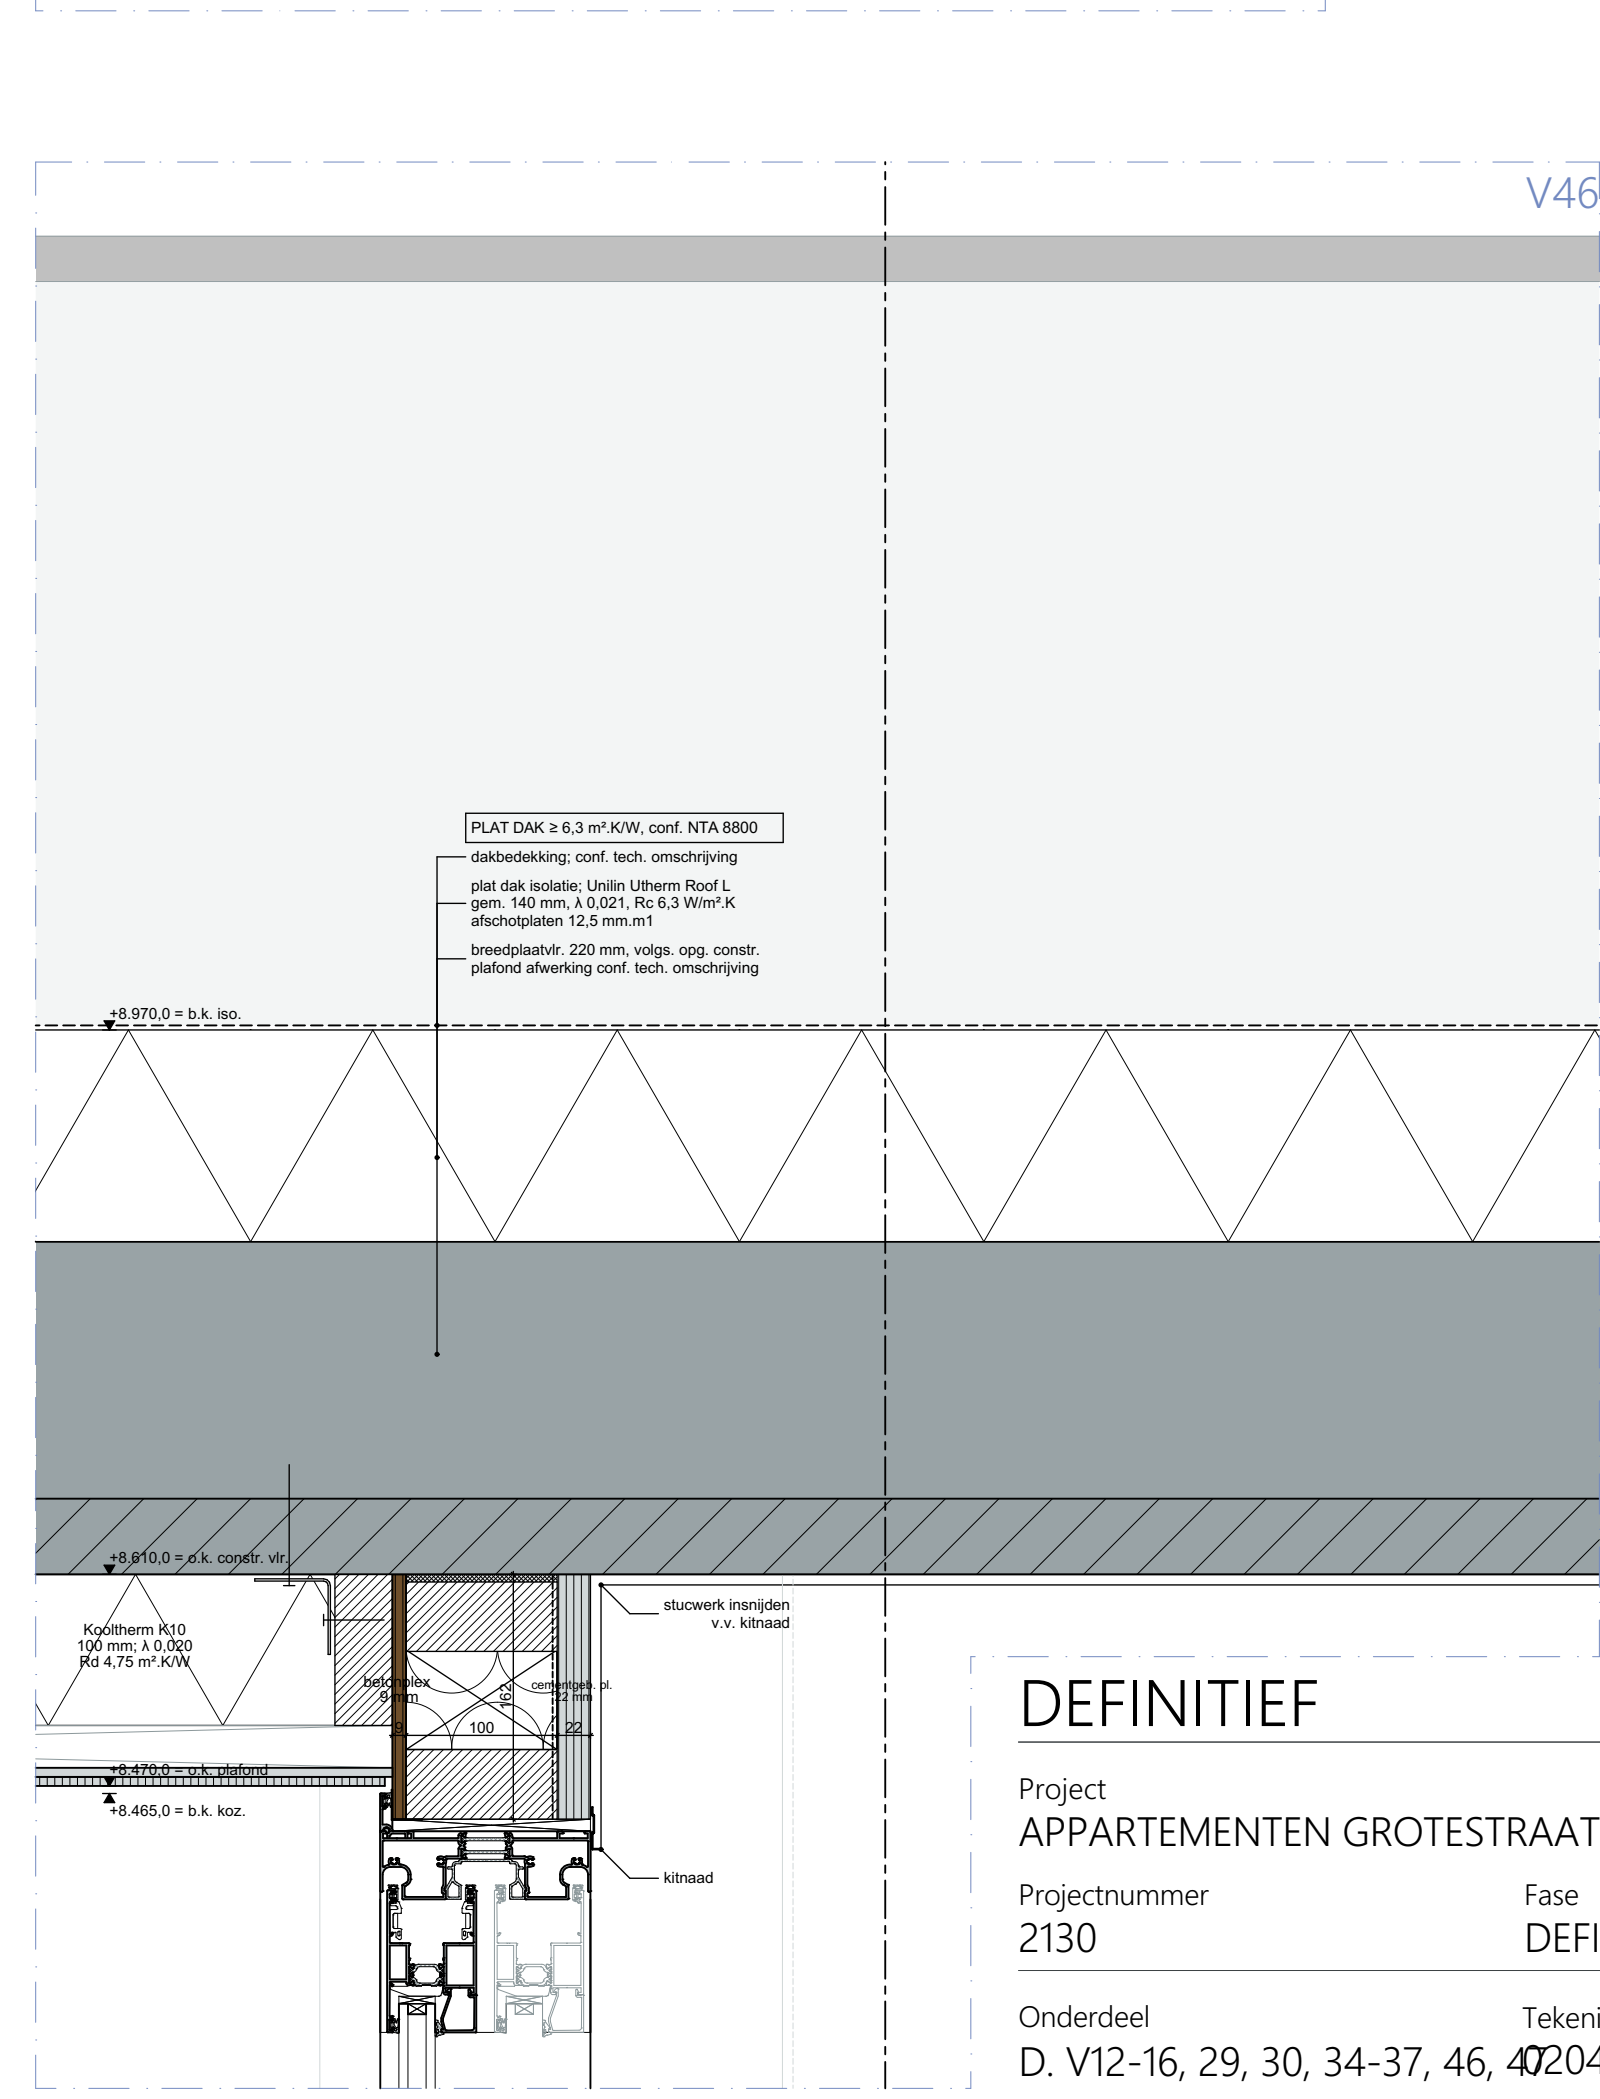 V46
PLAT DAK ≥ 6,3 m².K/W, conf. NTA 8800
dakbedekking; conf. tech. omschrijving
plat dak isolatie; Unilin Utherm Roof L
gem. 140 mm, λ 0,021, Rc 6,3 W/m².K
afschotplaten 12,5 mm.m1
breedplaatvlr. 220 mm, volgs. opg. constr.
plafond afwerking conf. tech. omschrijving
+8.970,0 = b.k. iso.
+8.610,0 = o.k. constr. vlr.
stucwerk insnijden
v.v. kitnaad
Kooltherm K10
100 mm; λ 0,020
Rd 4,75 m².K/W
betonplex
9 mm
162
cementgeb. pl.
22 mm
9
100
22
+8.470,0 = o.k. plafond
+8.465,0 = b.k. koz.
kitnaad
DEFINITIEF
Project
APPARTEMENTEN GROTESTRAAT
Projectnummer
Fase
2130
DEFI
Onderdeel
Tekeni
D. V12-16, 29, 30, 34-37, 46, 47
0204